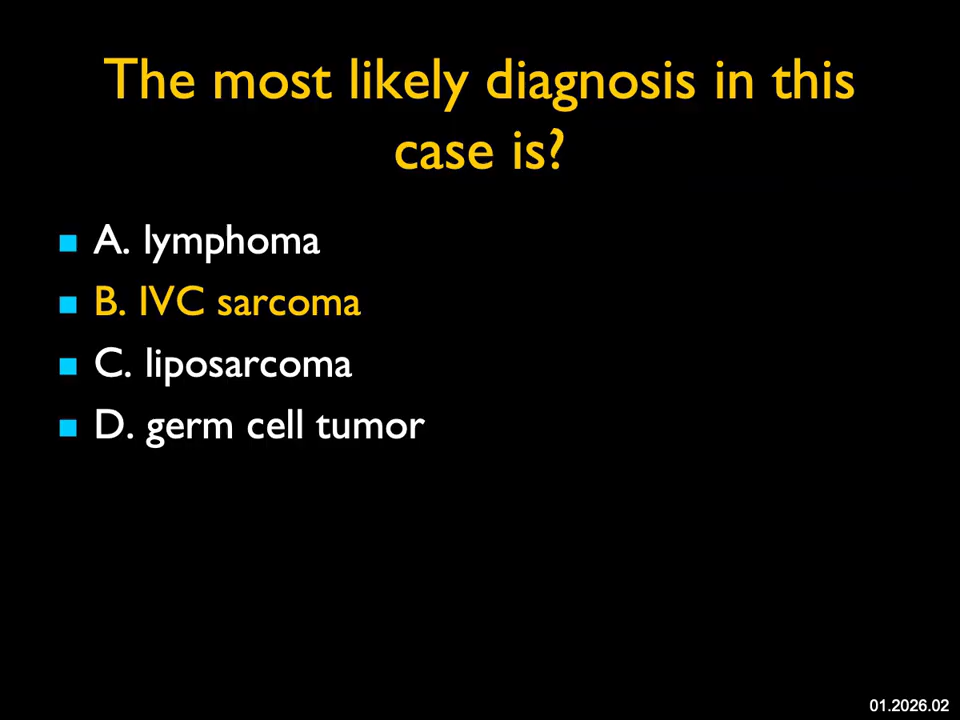 The most likely diagnosis in this
case is?
A. lymphoma
B. IVC sarcoma
C. liposarcoma
D. germ cell tumor
01.2026.02